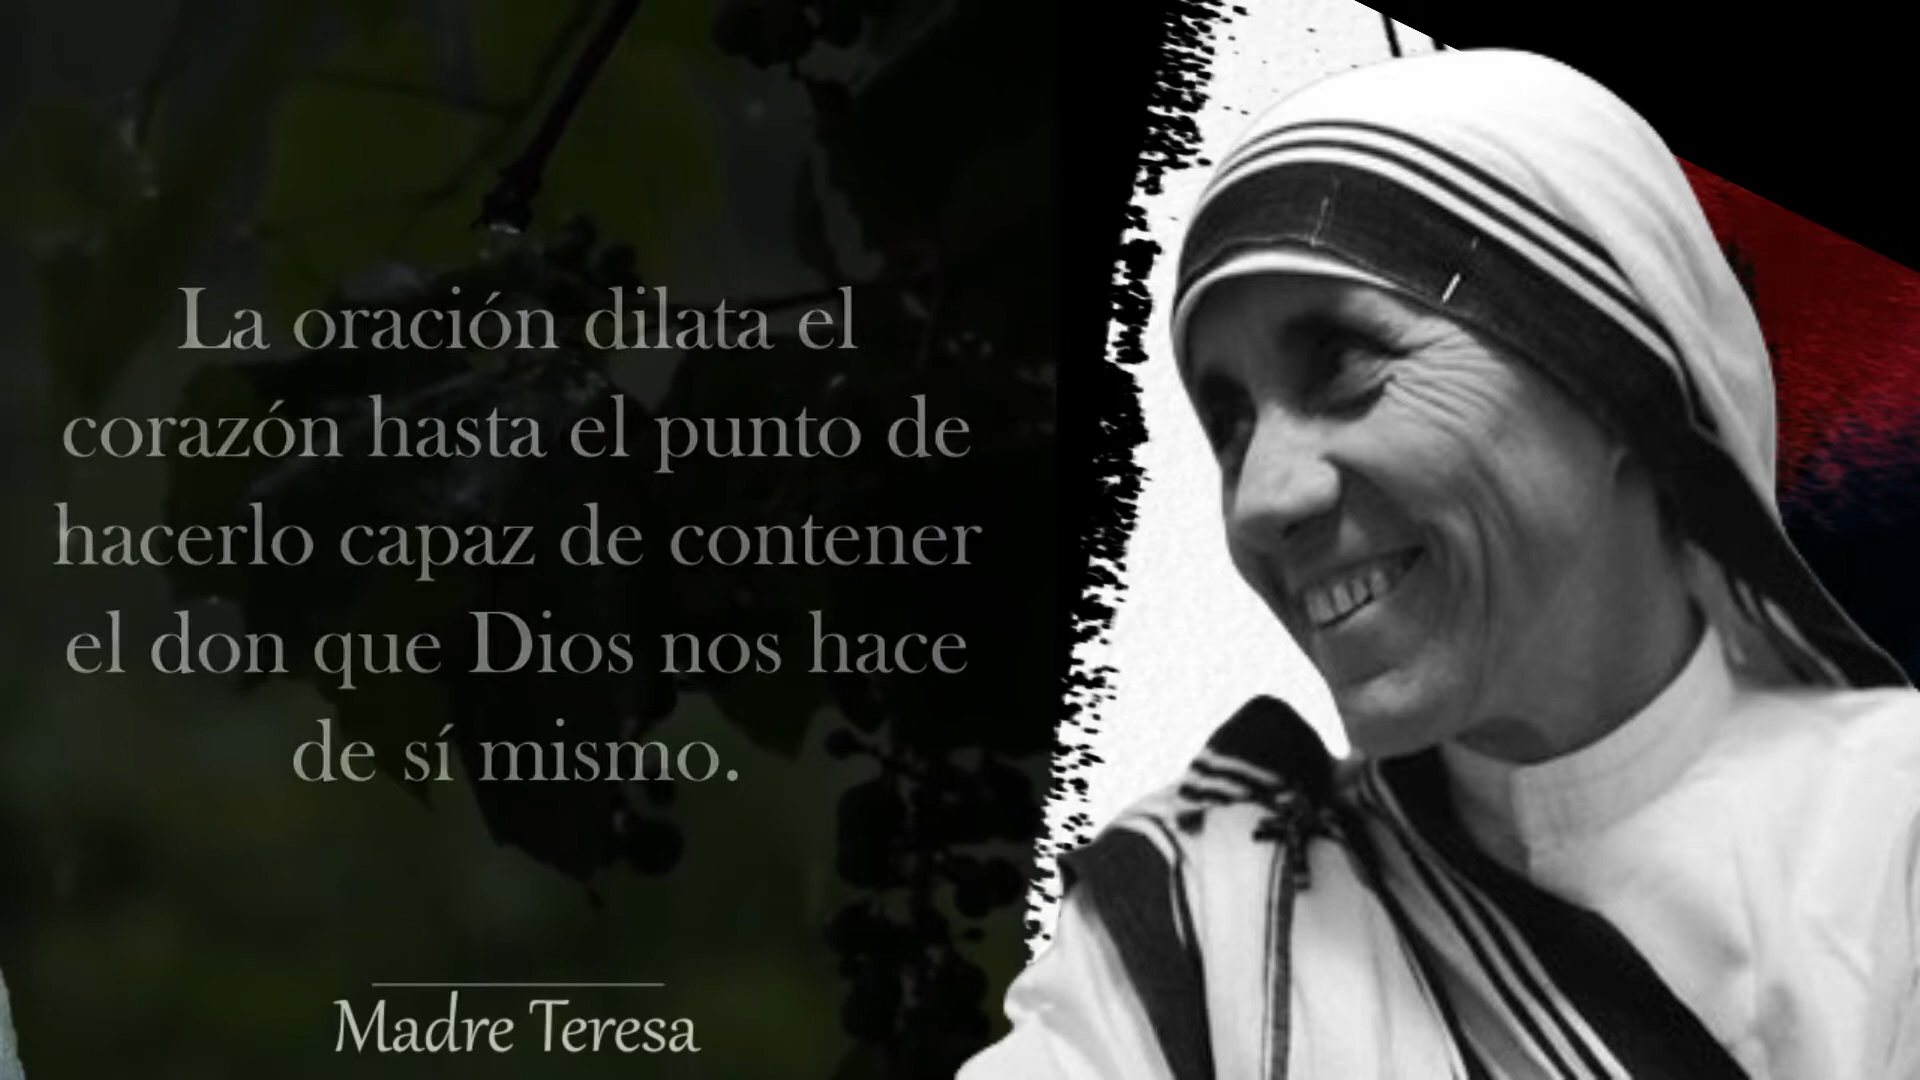 La oración dilata el
corazón hasta el punto de
hacerlo capaz de contener
el don que Dios nos hace
de sí mismo.
Madre Teresa